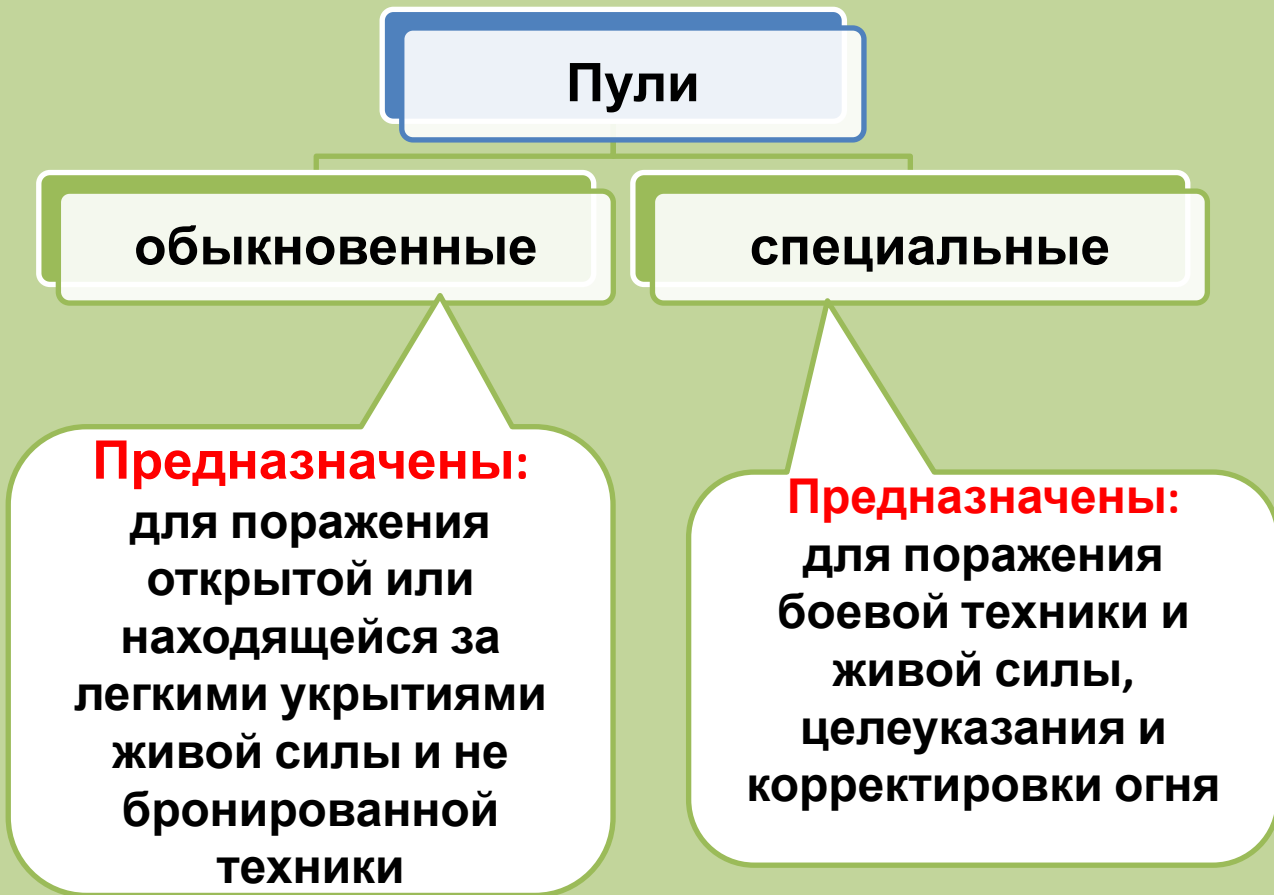 Пули
обыкновенные
специальные
Предназначены:
для поражения
открытой или
находящейся за
легкими укрытиями
живой силы и не
бронированной
техники
Предназначены:
для поражения
боевой техники и
живой силы,
целеуказания и
корректировки огня